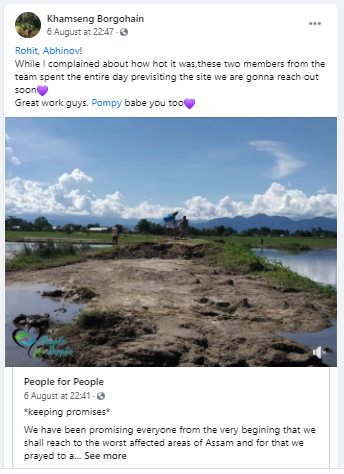 Khamseng Borgohain
6 August at 22:47 ·
Rohit, Abhinov!
While I complained about how hot it was,these two members from the
team spent the entire day previsiting the site we are gonna reach out
soon💜
Great work guys. Pompy babe you too💜
People
for People
People for People
6 August at 22:41 ·
*keeping promises*
We have been promising everyone from the very begining that we
shall reach to the worst affected areas of Assam and for that we
prayed to a... See more